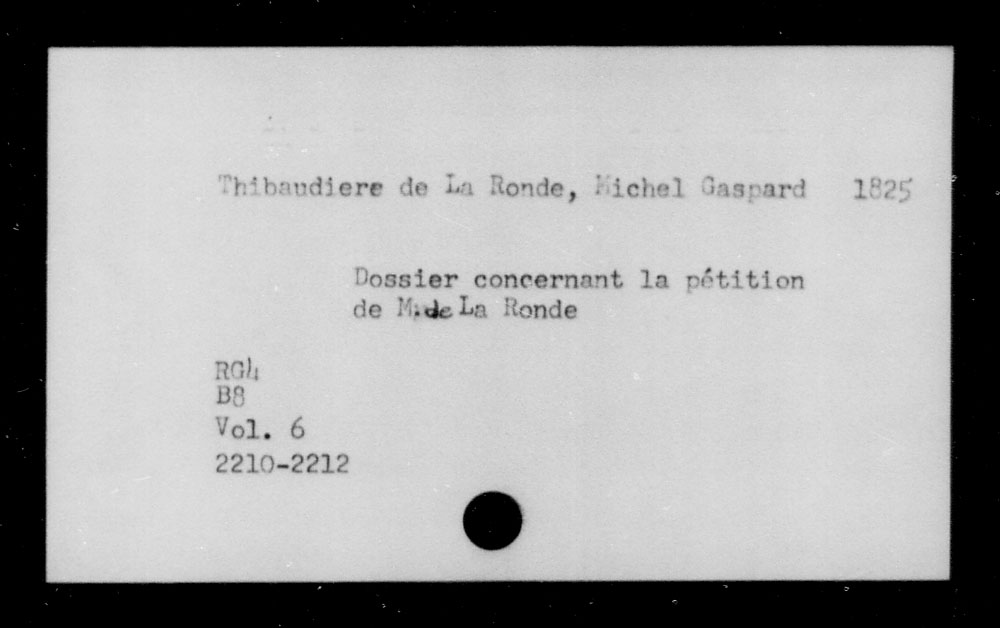 Thibaudiere de La Ronde, Michel Gaspard 1825
Dossier concernant la pétition
de M. de La Ronde
RG4
B8
Vol. 6
2210-2212